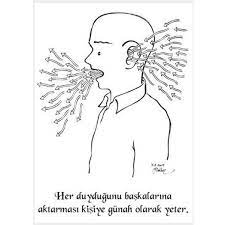 Her duyduğunu başkalarına
aktarması kişiye günah olarak yeter.